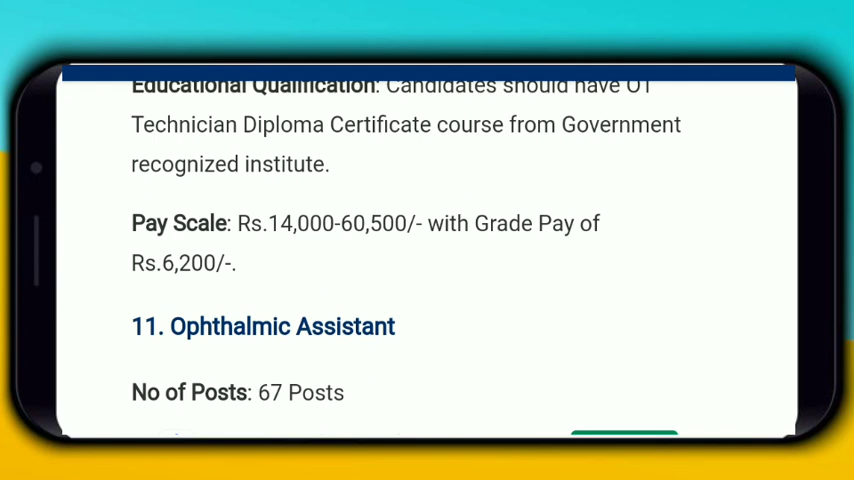 Educational Qualification: Candidates should have OT
Technician Diploma Certificate course from Government
recognized institute.
Pay Scale: Rs.14,000-60,500/- with Grade Pay of
Rs.6,200/-.
11. Ophthalmic Assistant
No of Posts: 67 Posts